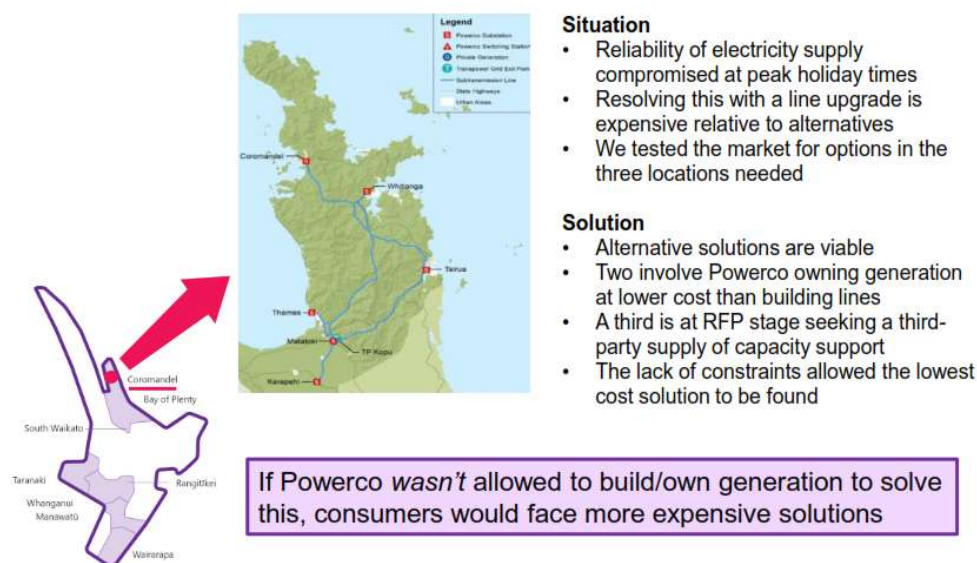 Legend
Powerco Substation
Powerco Switching Station
Private Generation
Transpower Grid Exit Point
Subtransmission Line
State Highways
Urban Areas
Coromandel
Whitianga
Tairua
Thames
Matatoki
TP Kopu
Kerepehi
Coromandel
Bay of Plenty
South Waikato
Taranaki
Rangitīkei
Whanganui
Manawatū
Wairarapa
Situation
• Reliability of electricity supply
compromised at peak holiday times
• Resolving this with a line upgrade is
expensive relative to alternatives
• We tested the market for options in the
three locations needed
Solution
• Alternative solutions are viable
• Two involve Powerco owning generation
at lower cost than building lines
• A third is at RFP stage seeking a third-
party supply of capacity support
• The lack of constraints allowed the lowest
cost solution to be found
If Powerco wasn't allowed to build/own generation to solve
this, consumers would face more expensive solutions